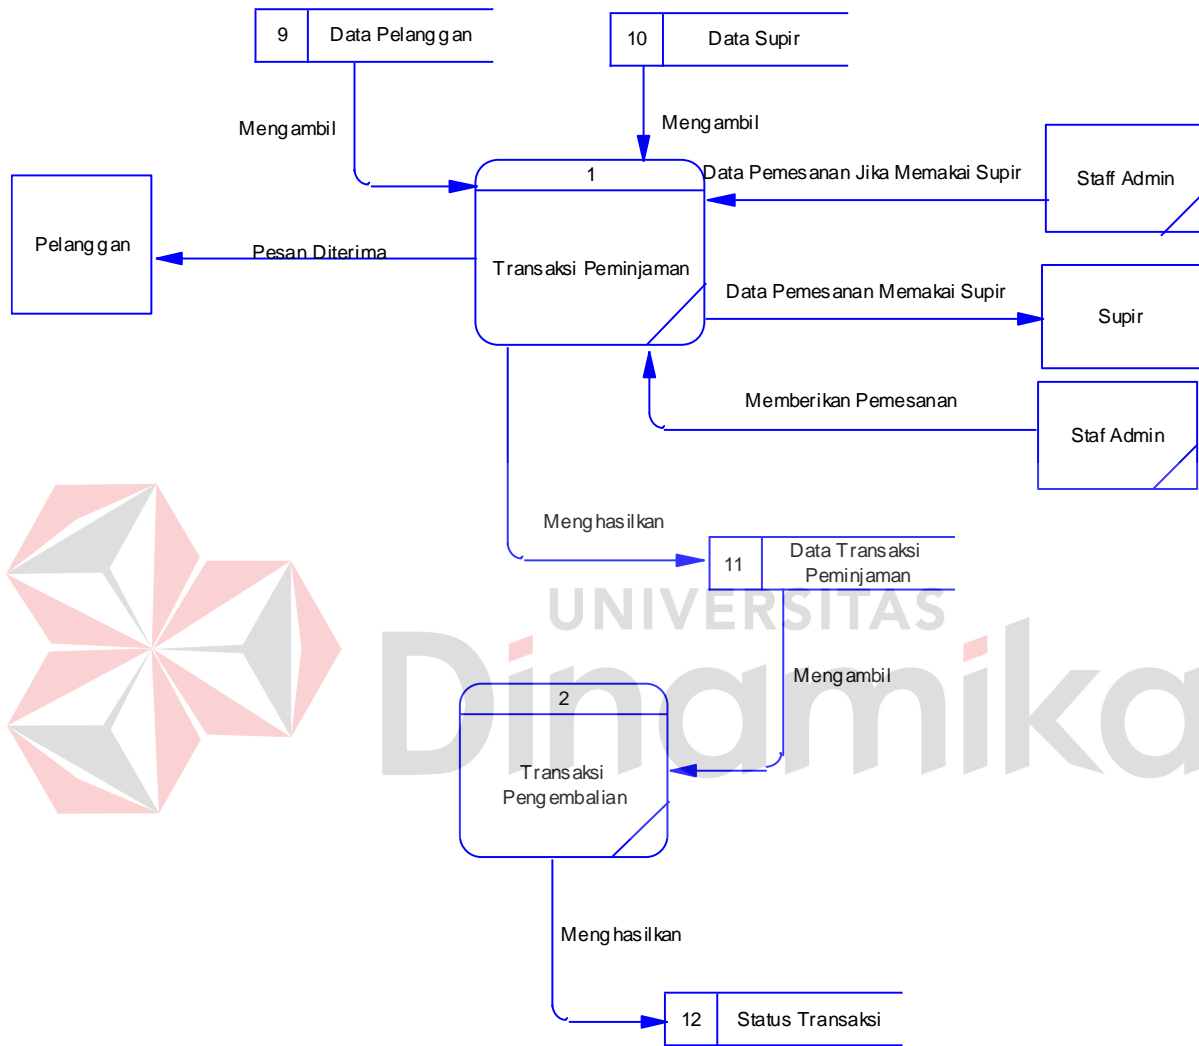 9 Data Pelanggan
10 Data Supir
Mengambil
Mengambil
1
Data Pemesanan Jika Memakai Supir
Staff Admin
Pelanggan
Pesan Diterima
Transaksi Peminjaman
Data Pemesanan Memakai Supir
Supir
Memberikan Pemesanan
Staf Admin
Menghasilkan
11
Data Transaksi
Peminjaman
UNIVERSITAS
Dinamika
Mengambil
2
Transaksi
Pengembalian
Menghasilkan
12 Status Transaksi